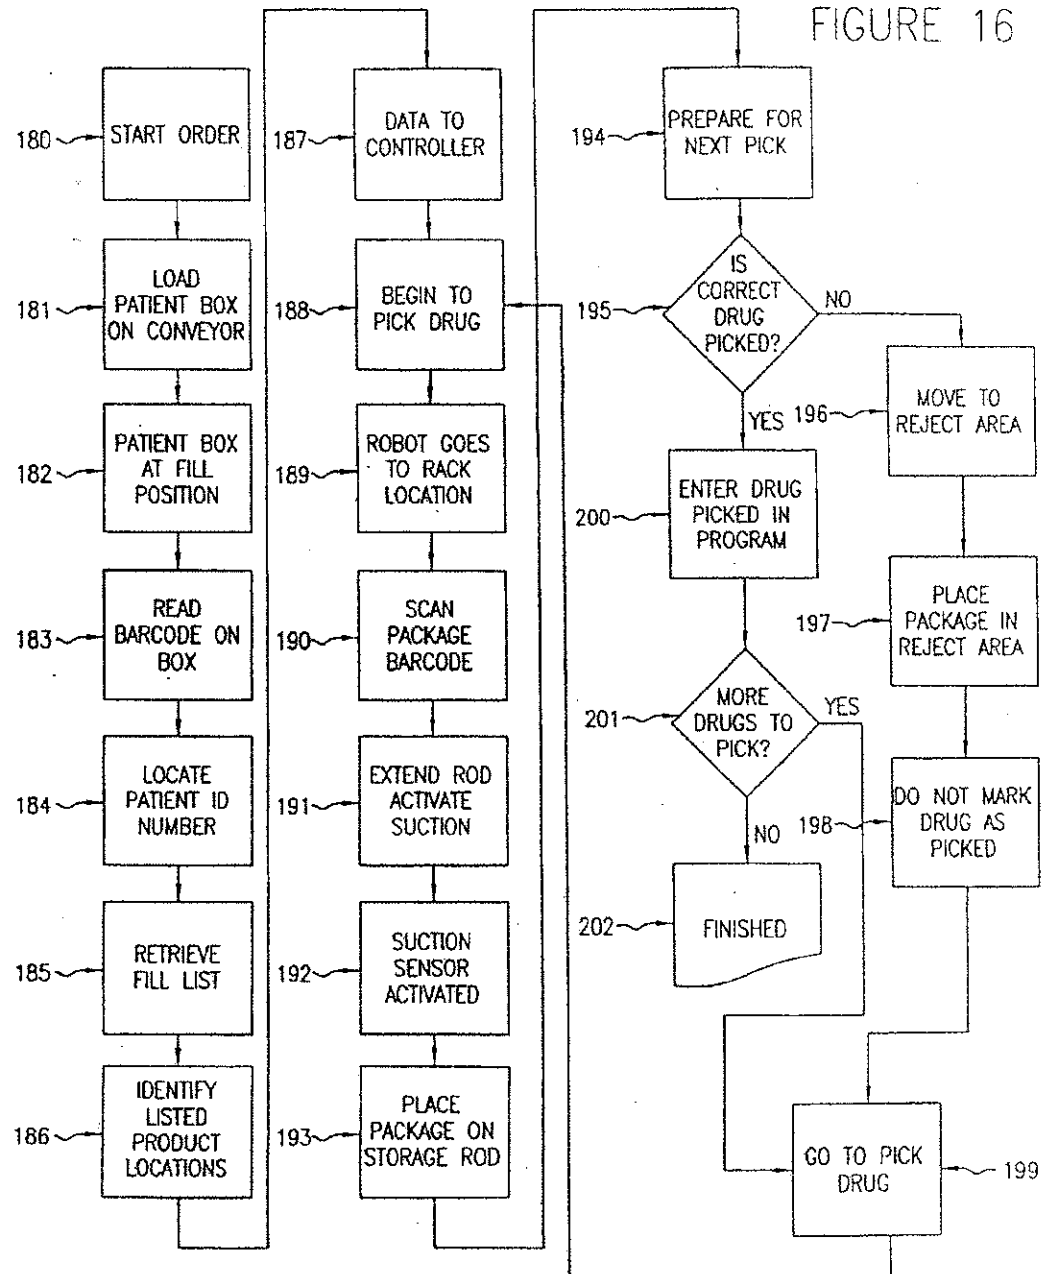 FIGURE 16
180
START ORDER
181
LOAD
PATIENT BOX
ON CONVEYOR
182
PATIENT BOX
AT FILL
POSITION
183
READ
BARCODE ON
BOX
184
LOCATE
PATIENT ID
NUMBER
185
RETRIEVE
FILL LIST
186
IDENTIFY
LISTED
PRODUCT
LOCATIONS
187
DATA TO
CONTROLLER
188
BEGIN TO
PICK DRUG
189
ROBOT GOES
TO RACK
LOCATION
190
SCAN
PACKAGE
BARCODE
191
EXTEND ROD
ACTIVATE
SUCTION
192
SUCTION
SENSOR
ACTIVATED
193
PLACE
PACKAGE ON
STORAGE ROD
194
PREPARE FOR
NEXT PICK
195
IS
CORRECT
DRUG
PICKED?
NO
YES
196
MOVE TO
REJECT AREA
197
PLACE
PACKAGE IN
REJECT AREA
198
DO NOT MARK
DRUG AS
PICKED
200
ENTER DRUG
PICKED IN
PROGRAM
201
MORE
DRUGS TO
PICK?
YES
NO
202
FINISHED
GO TO PICK
DRUG
199